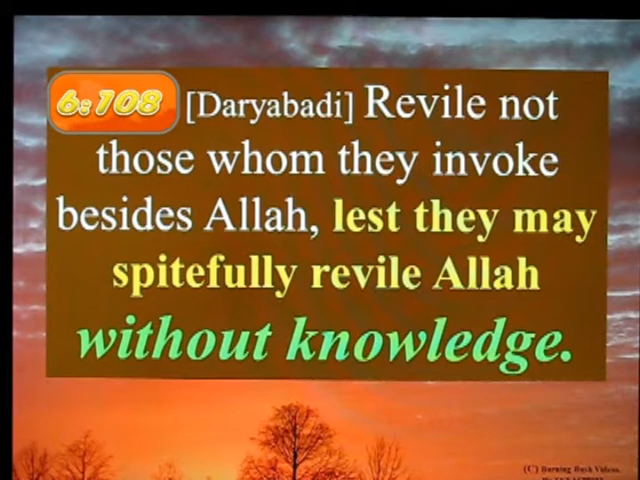 6:108 [Daryabadi] Revile not
those whom they invoke
besides Allah, lest they may
spitefully revile Allah
without knowledge.
(C) Burning Bush Videos.